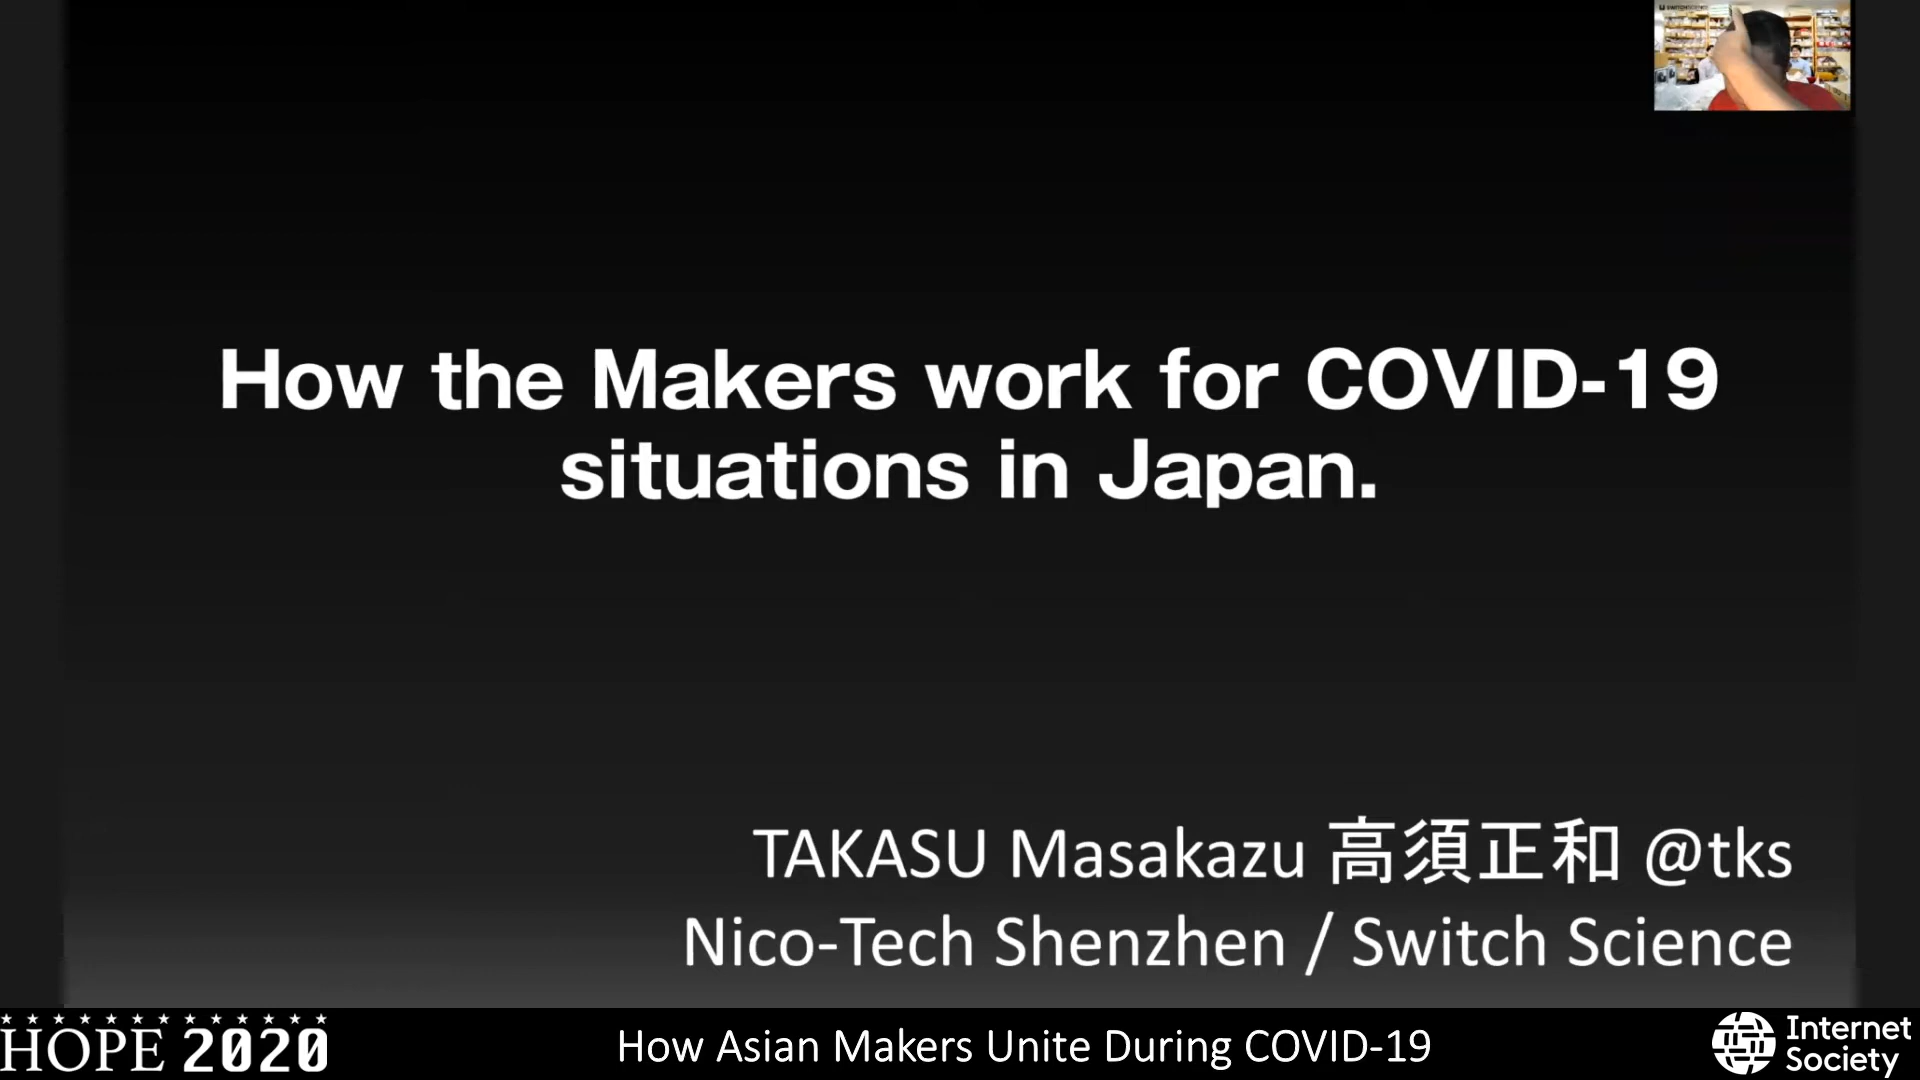 How the Makers work for COVID-19
situations in Japan.
TAKASU Masakazu 高須正和 @tks
Nico-Tech Shenzhen / Switch Science
HOPE 2020
How Asian Makers Unite During COVID-19
Internet
Society